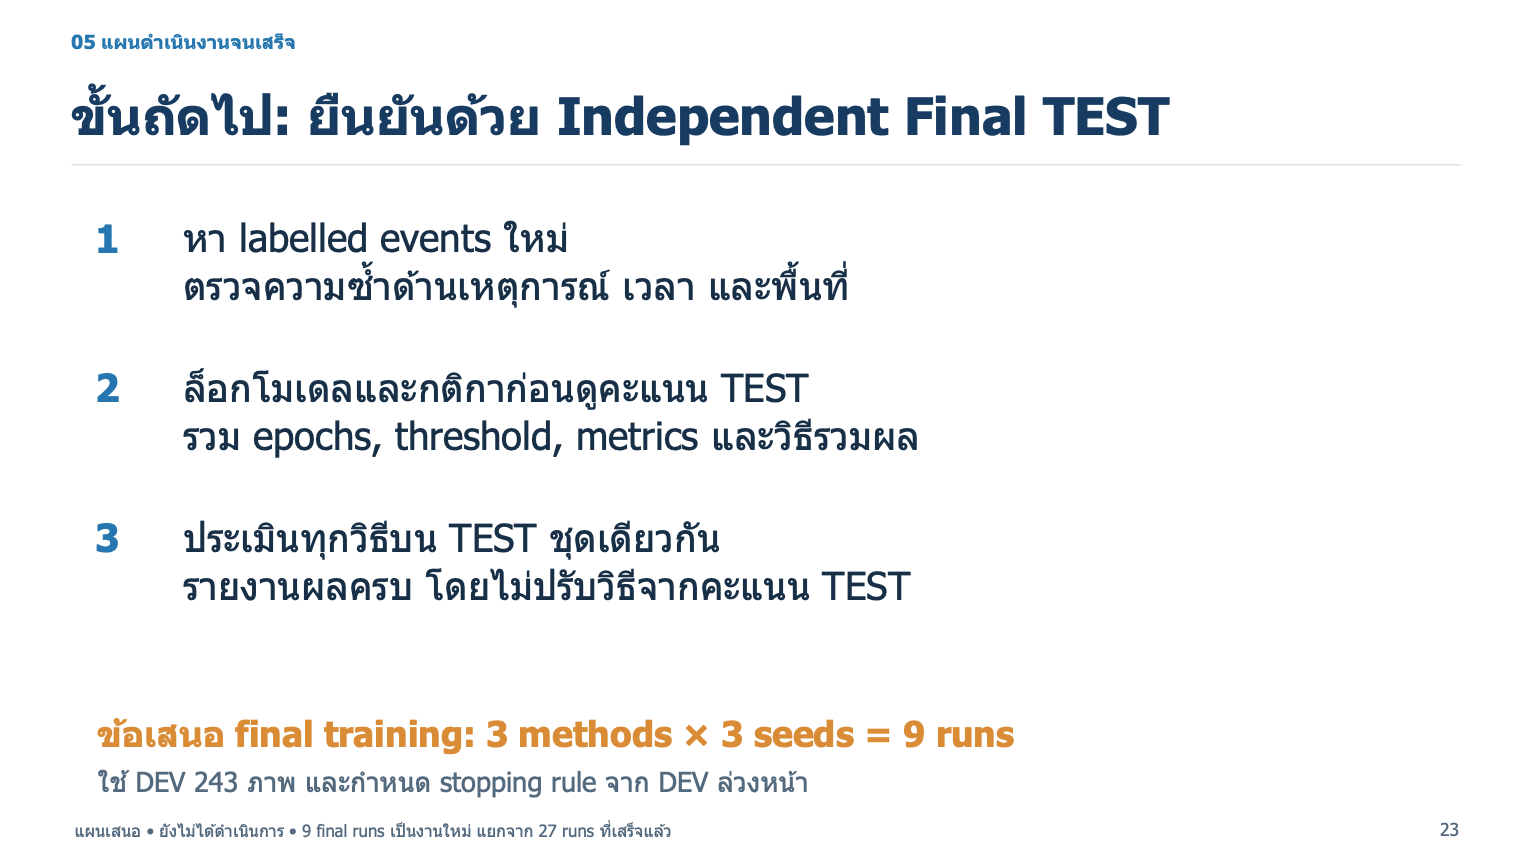 05 แผนดำเนินงานจนเสร็จ
ขั้นถัดไป: ยืนยันด้วย Independent Final TEST
1 หา labelled events ใหม่
ตรวจความซ้ำด้านเหตุการณ์ เวลา และพื้นที่
2 ล็อกโมเดลและกติกาก่อนดูคะแนน TEST
รวม epochs, threshold, metrics และวิธีรวมผล
3 ประเมินทุกวิธีบน TEST ชุดเดียวกัน
รายงานผลครบ โดยไม่ปรับวิธีจากคะแนน TEST
ข้อเสนอ final training: 3 methods × 3 seeds = 9 runs
ใช้ DEV 243 ภาพ และกำหนด stopping rule จาก DEV ล่วงหน้า
แผนเสนอ • ยังไม่ได้ดำเนินการ • 9 final runs เป็นงานใหม่ แยกจาก 27 runs ที่เสร็จแล้ว
23